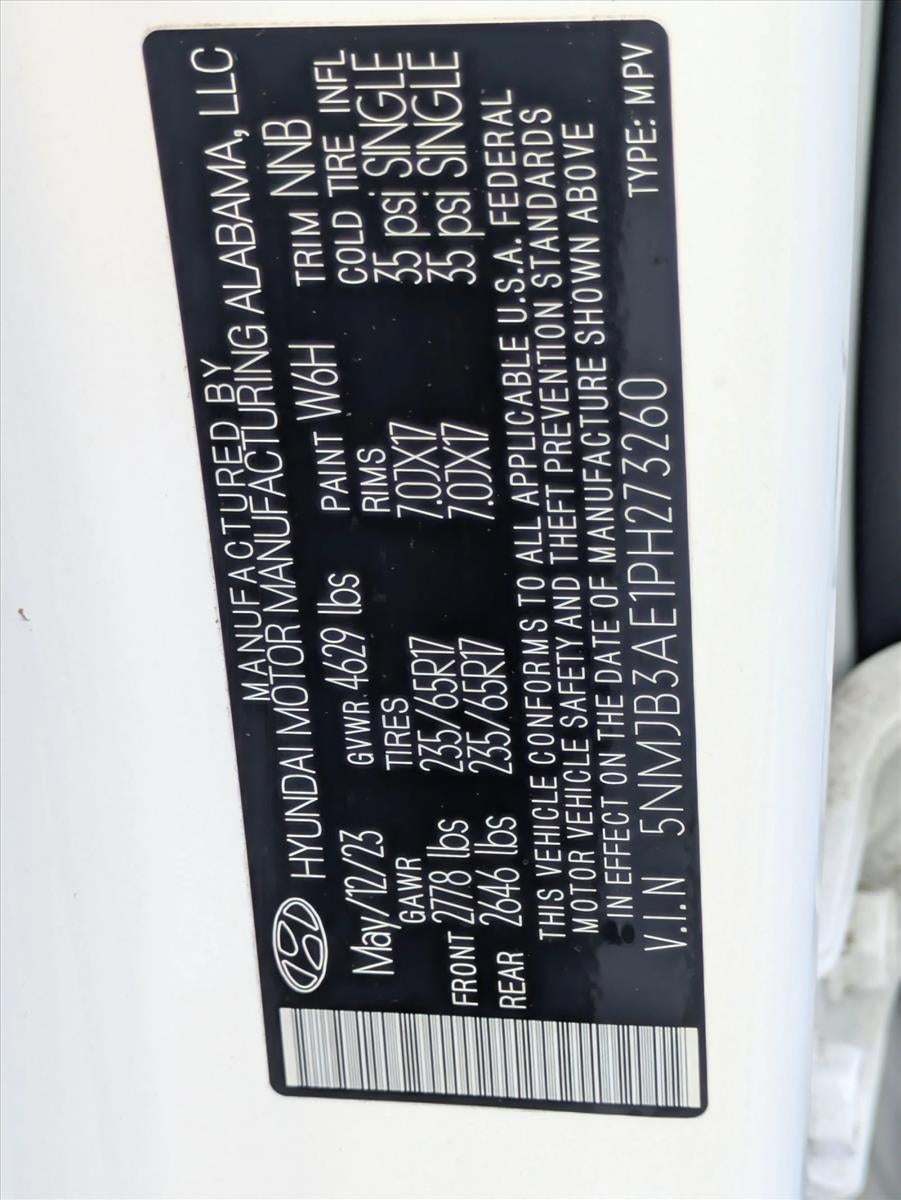 MANUFACTURED BY
HYUNDAI MOTOR MANUFACTURING ALABAMA, LLC
May/12/23 GVWR 4629 lbs PAINT W6H TRIM NNB
GAWR TIRES RIMS COLD TIRE INFL
FRONT 2778 lbs 235/65R17 7.0JX17 35 psi SINGLE
REAR 2646 lbs 235/65R17 7.0JX17 35 psi SINGLE
THIS VEHICLE CONFORMS TO ALL APPLICABLE U.S.A. FEDERAL
MOTOR VEHICLE SAFETY AND THEFT PREVENTION STANDARDS
IN EFFECT ON THE DATE OF MANUFACTURE SHOWN ABOVE
V.I.N 5NMJB3AE1PH273260 TYPE: MPV